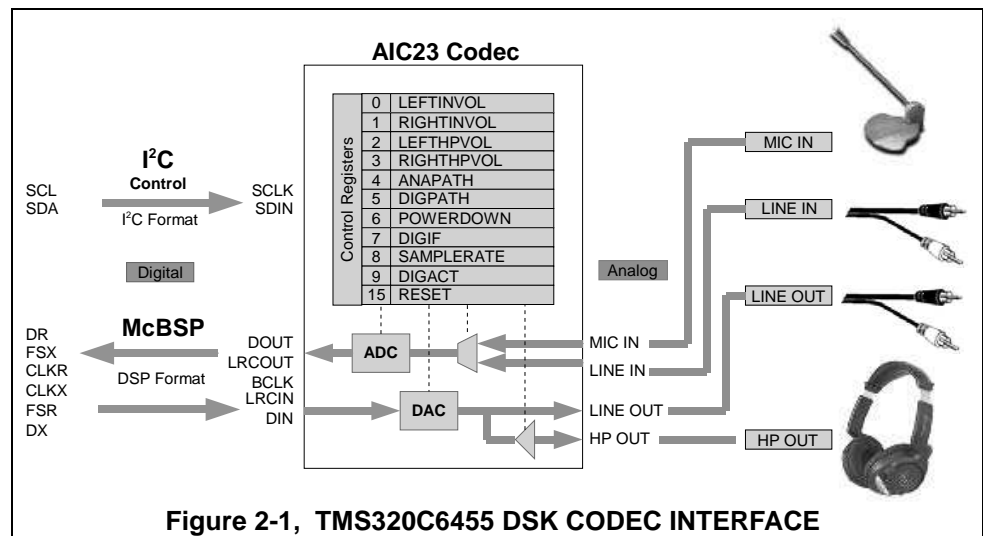 AIC23 Codec
Control Registers
0 LEFTINVOL
1 RIGHTINVOL
2 LEFTHPVOL
3 RIGHTHPVOL
4 ANAPATH
5 DIGPATH
6 POWERDOWN
7 DIGIF
8 SAMPLERATE
9 DIGACT
15 RESET
I²C
Control
SCL
SDA
I²C Format
SCLK
SDIN
Digital
Analog
McBSP
DR
FSX
CLKR
CLKX
FSR
DX
DSP Format
DOUT
LRCOUT
BCLK
LRCIN
DIN
ADC
DAC
MIC IN
LINE IN
LINE OUT
HP OUT
MIC IN
LINE IN
LINE OUT
HP OUT
Figure 2-1, TMS320C6455 DSK CODEC INTERFACE